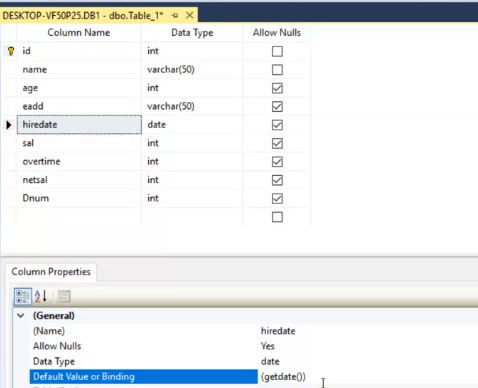 DESKTOP-VF50P25.DB1 - dbo.Table_1*
Column Name Data Type Allow Nulls
id int
name varchar(50)
age int
eadd varchar(50)
hiredate date
sal int
overtime int
netsal int
Dnum int
Column Properties
(General)
(Name) hiredate
Allow Nulls Yes
Data Type date
Default Value or Binding (getdate())